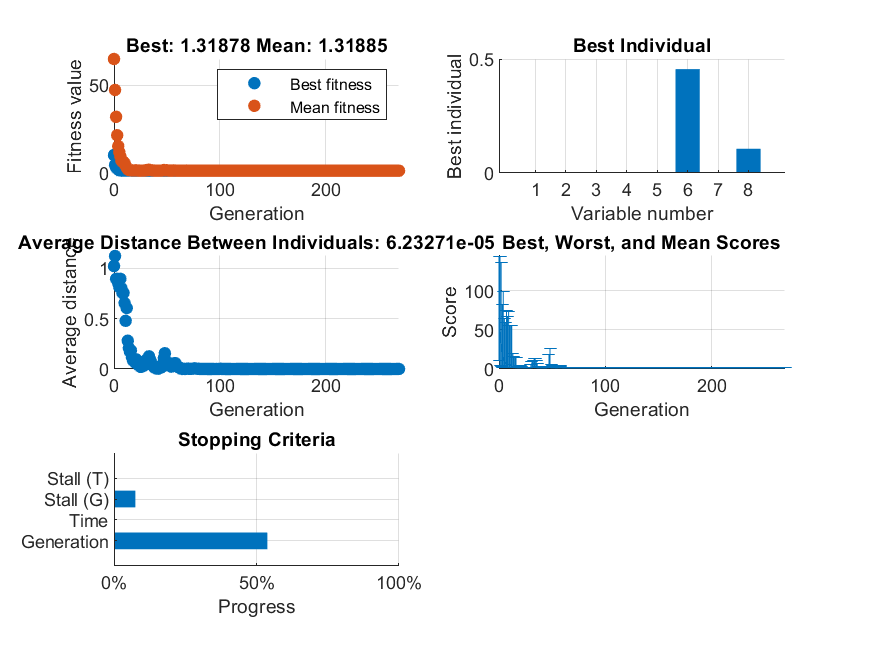 Best: 1.31878 Mean: 1.31885
Fitness value
50
0
Best fitness
Mean fitness
0 100 200
Generation
Best Individual
Best individual
0.5
0
1 2 3 4 5 6 7 8
Variable number
Average Distance Between Individuals: 6.23271e-05
Average distance
1
0.5
0
0 100 200
Generation
Best, Worst, and Mean Scores
Score
100
50
0
0 100 200
Generation
Stopping Criteria
Stall (T)
Stall (G)
Time
Generation
0% 50% 100%
Progress